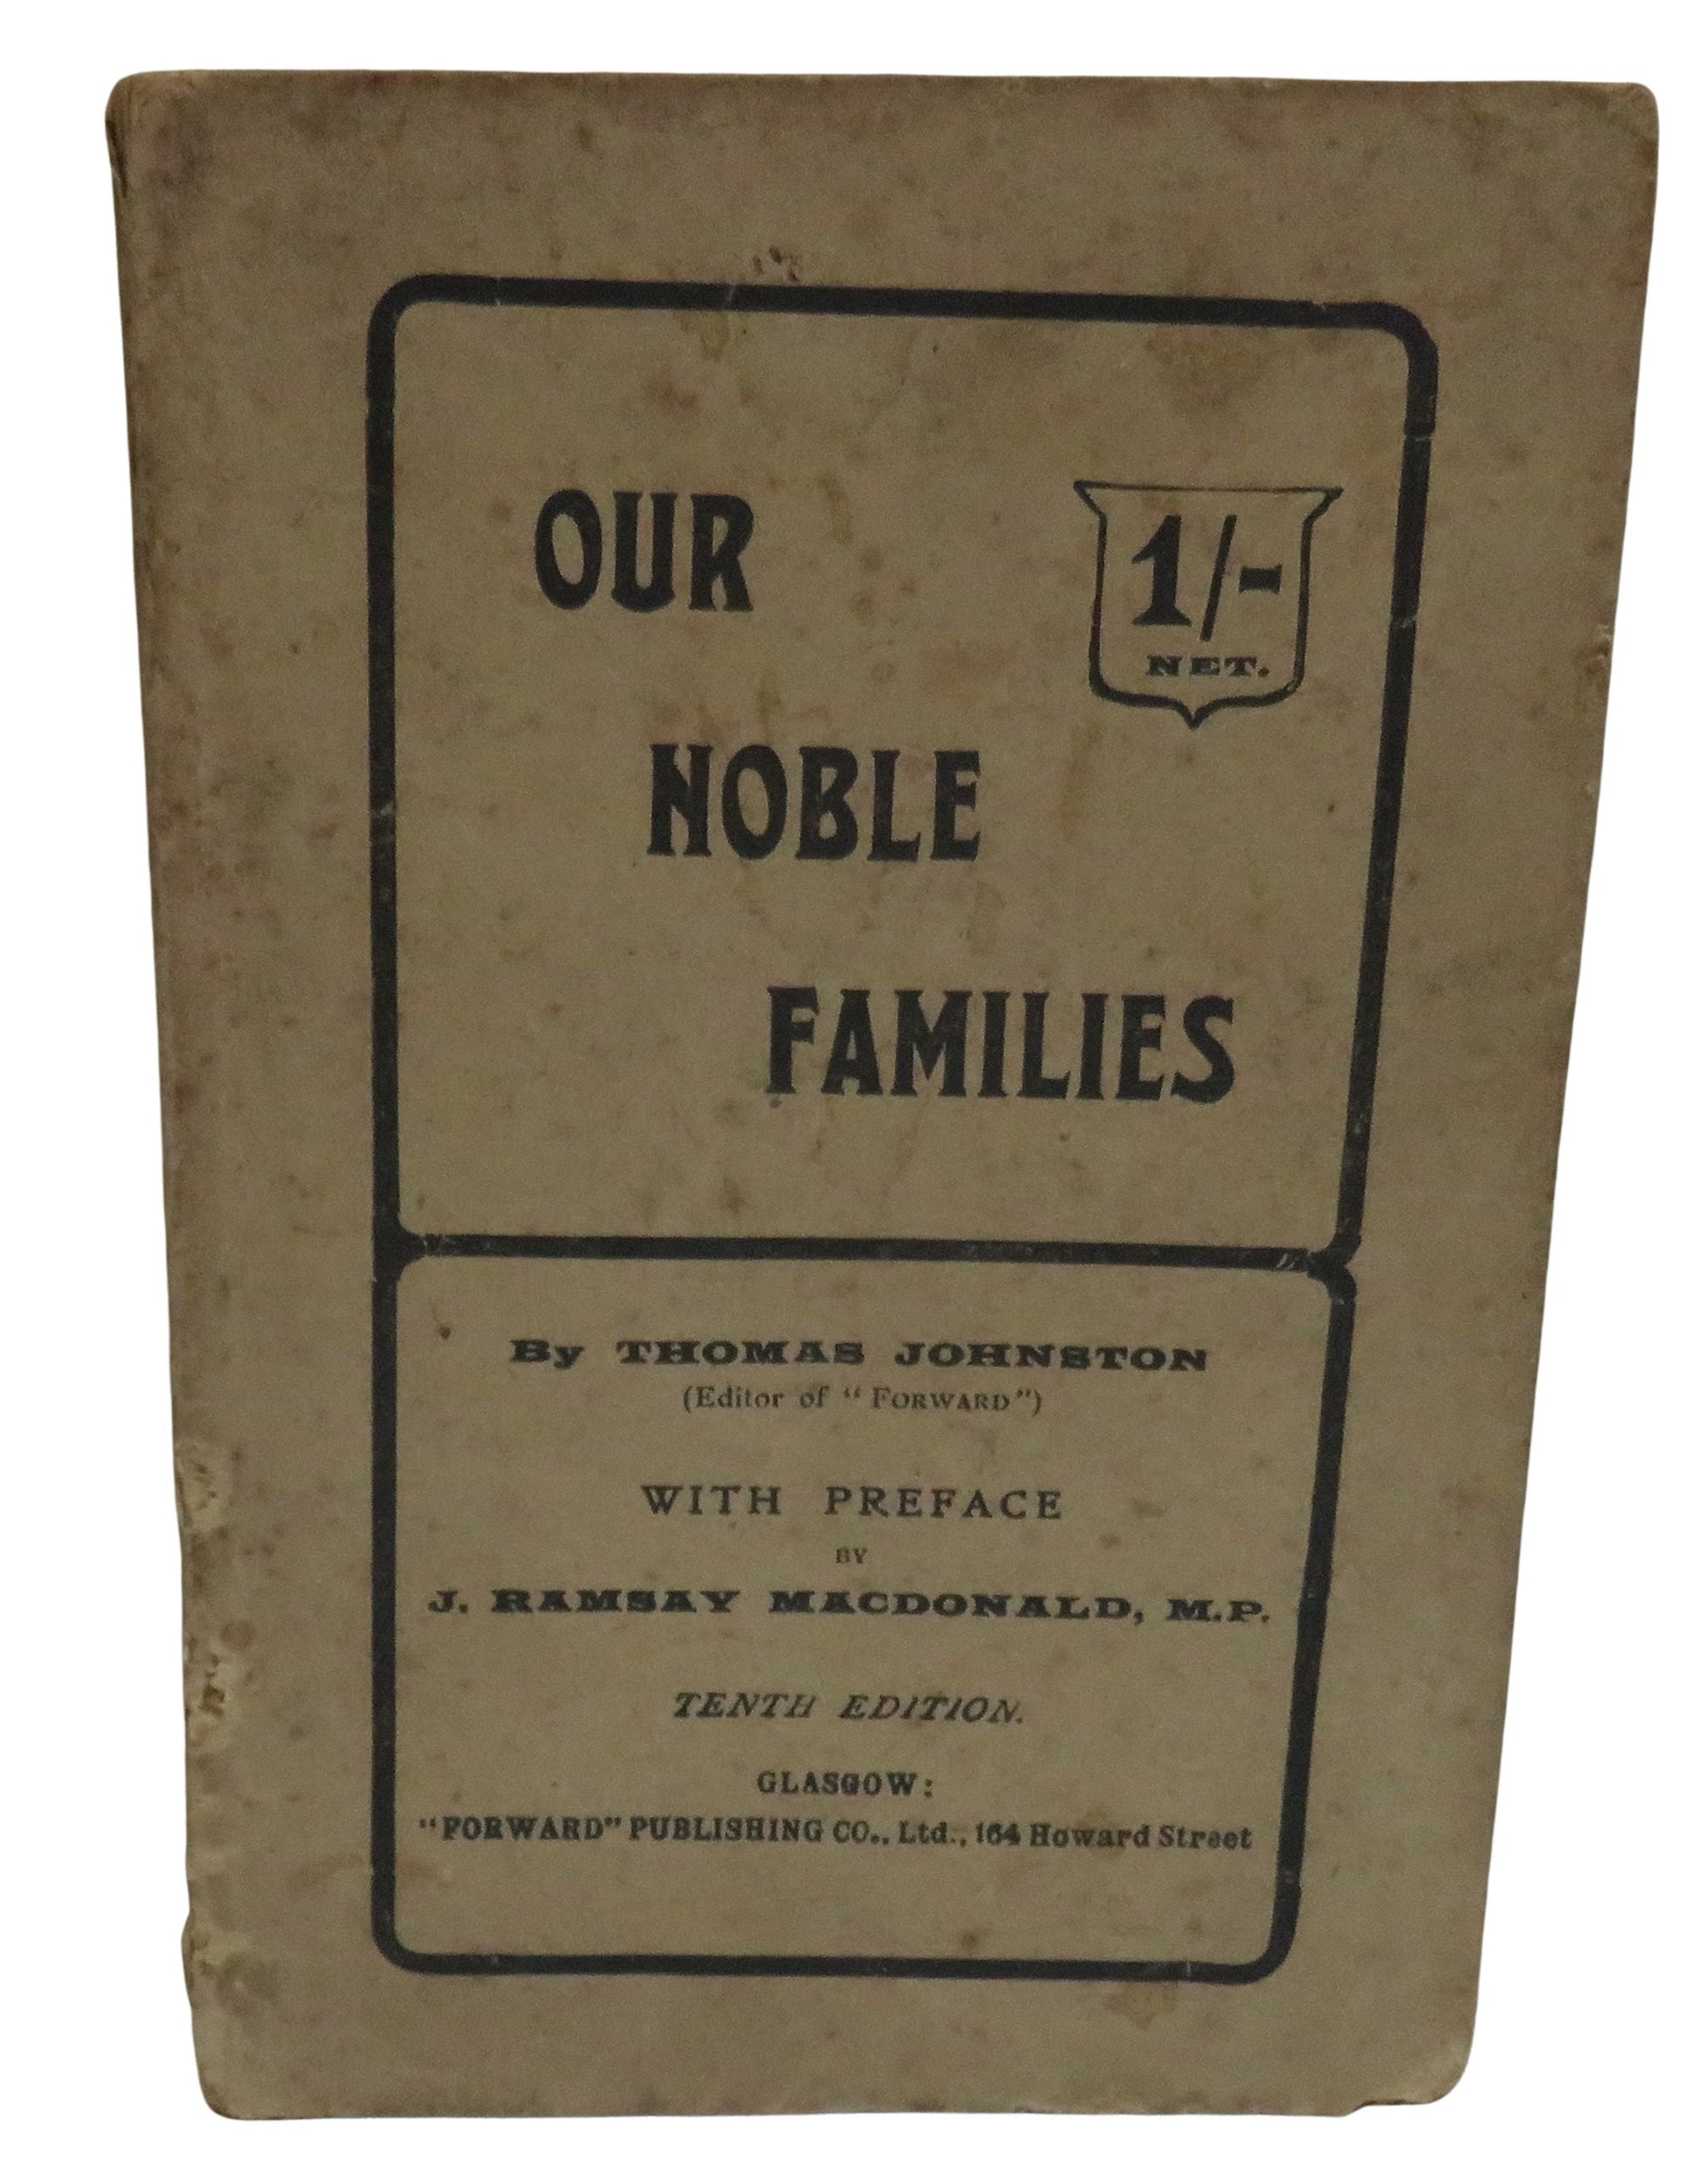 OUR
1/-
NET.
NOBLE
FAMILIES
By THOMAS JOHNSTON
(Editor of "FORWARD")
WITH PREFACE
BY
J. RAMSAY MACDONALD, M.P.
TENTH EDITION.
GLASGOW:
"FORWARD" PUBLISHING CO., Ltd., 164 Howard Street